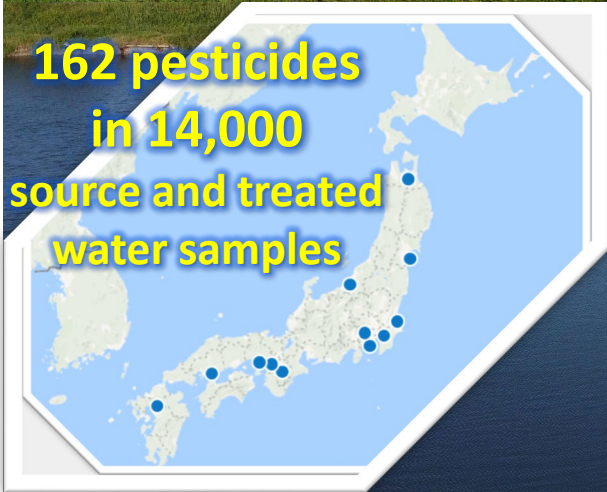 162 pesticides
in 14,000
source and treated
water samples